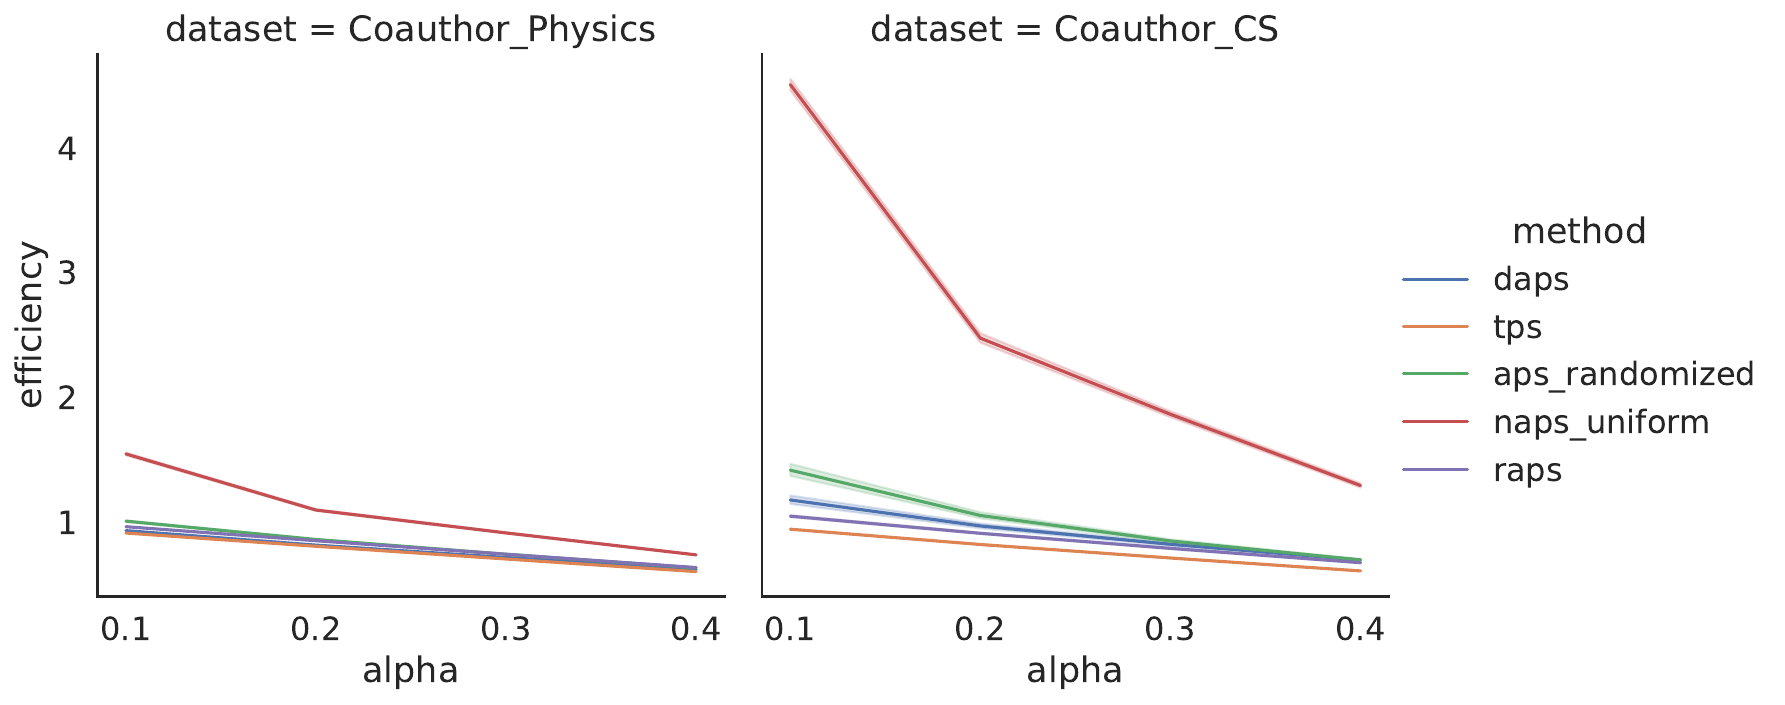 dataset = Coauthor_Physics
dataset = Coauthor_CS
efficiency
4
3
2
1
0.1 0.2 0.3 0.4
0.1 0.2 0.3 0.4
alpha
alpha
method
daps
tps
aps_randomized
naps_uniform
raps